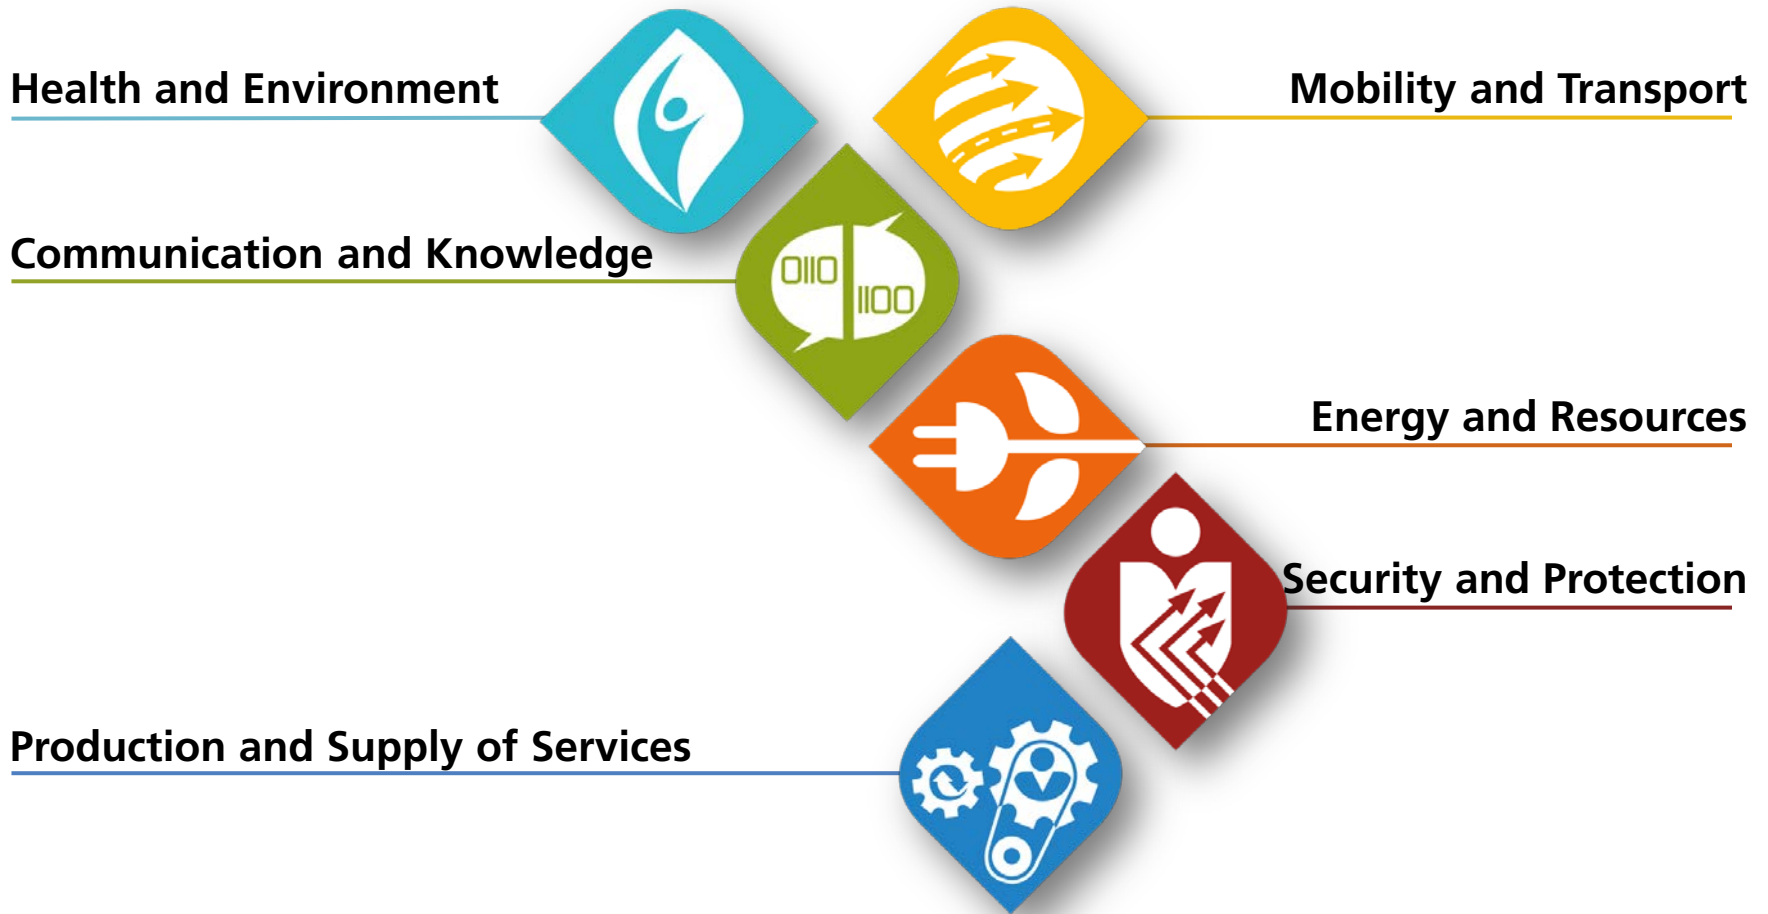 Health and Environment
Mobility and Transport
Communication and Knowledge
0110
1100
Energy and Resources
Security and Protection
Production and Supply of Services